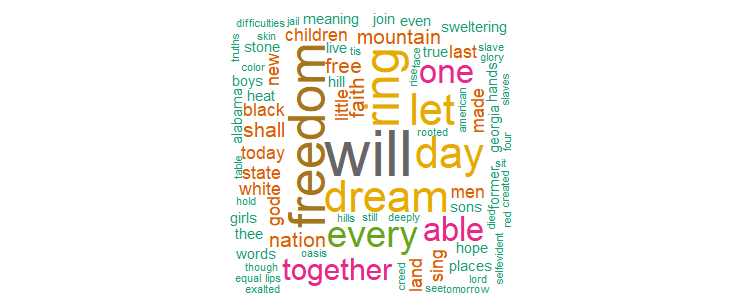 difficulties jail meaning join even sweltering
truths skin children mountain
stone live tis true last slave
color new free hill rise face glory
boys heat little faith ring one hands slaves
alabama black freedom let american made georgia four
shall rooted
today will day
table state white dream men former sit created
hold god sons died red
girls hills still deeply
thee nation every able
words oasis hope selfevident
though together creed land sing places
equal lips lord
exalted see tomorrow